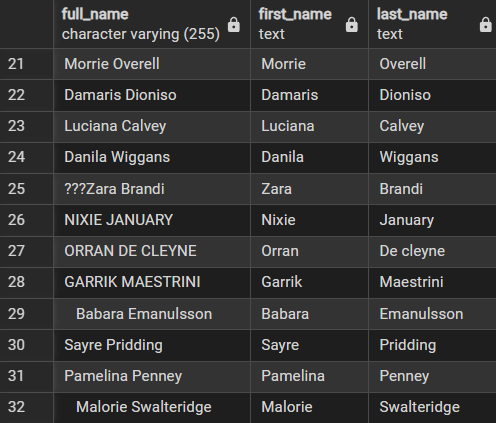 full_name first_name last_name
character varying (255) text text
21 Morrie Overell Morrie Overell
22 Damaris Dioniso Damaris Dioniso
23 Luciana Calvey Luciana Calvey
24 Danila Wiggans Danila Wiggans
25 ???Zara Brandi Zara Brandi
26 NIXIE JANUARY Nixie January
27 ORRAN DE CLEYNE Orran De cleyne
28 GARRIK MAESTRINI Garrik Maestrini
29 Babara Emanulsson Babara Emanulsson
30 Sayre Pridding Sayre Pridding
31 Pamelina Penney Pamelina Penney
32 Malorie Swalteridge Malorie Swalteridge